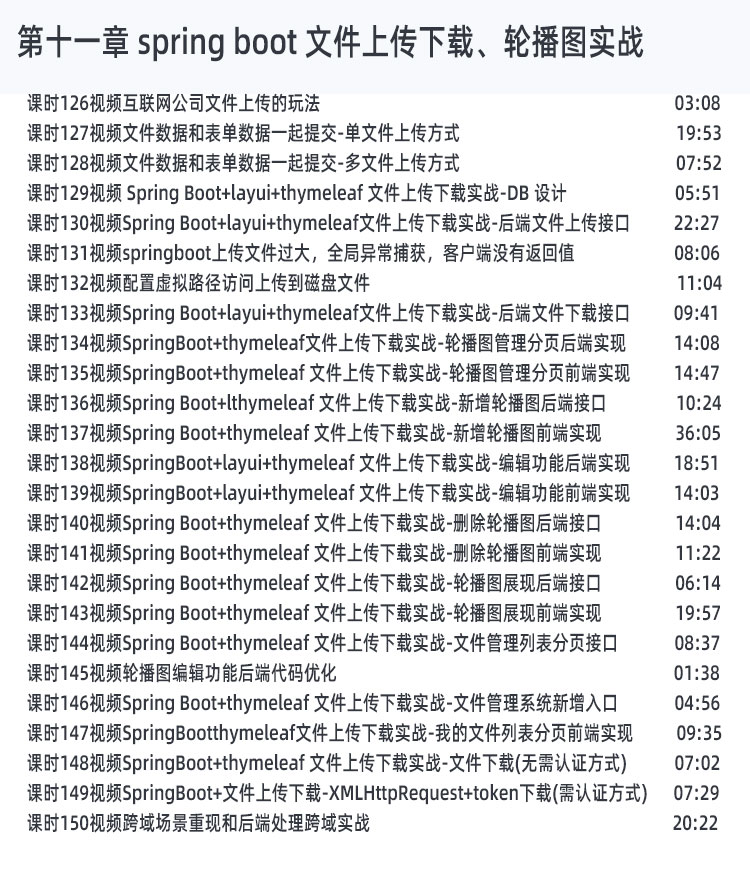 第十一章 spring boot 文件上传下载、轮播图实战
课时126视频互联网公司文件上传的玩法 03:08
课时127视频文件数据和表单数据一起提交-单文件上传方式 19:53
课时128视频文件数据和表单数据一起提交-多文件上传方式 07:52
课时129视频 Spring Boot+layui+thymeleaf 文件上传下载实战-DB 设计 05:51
课时130视频Spring Boot+layui+thymeleaf文件上传下载实战-后端文件上传接口 22:27
课时131视频springboot上传文件过大，全局异常捕获，客户端没有返回值 08:06
课时132视频配置虚拟路径访问上传到磁盘文件 11:04
课时133视频Spring Boot+layui+thymeleaf文件上传下载实战-后端文件下载接口 09:41
课时134视频SpringBoot+thymeleaf文件上传下载实战-轮播图管理分页后端实现 14:08
课时135视频SpringBoot+thymeleaf 文件上传下载实战-轮播图管理分页前端实现 14:47
课时136视频Spring Boot+lthymeleaf 文件上传下载实战-新增轮播图后端接口 10:24
课时137视频Spring Boot+thymeleaf 文件上传下载实战-新增轮播图前端实现 36:05
课时138视频SpringBoot+layui+thymeleaf 文件上传下载实战-编辑功能后端实现 18:51
课时139视频SpringBoot+layui+thymeleaf 文件上传下载实战-编辑功能前端实现 14:03
课时140视频Spring Boot+thymeleaf 文件上传下载实战-删除轮播图后端接口 14:04
课时141视频Spring Boot+thymeleaf 文件上传下载实战-删除轮播图前端实现 11:22
课时142视频Spring Boot+thymeleaf 文件上传下载实战-轮播图展现后端接口 06:14
课时143视频Spring Boot+thymeleaf 文件上传下载实战-轮播图展现前端实现 19:57
课时144视频Spring Boot+thymeleaf 文件上传下载实战-文件管理列表分页接口 08:37
课时145视频轮播图编辑功能后端代码优化 01:38
课时146视频Spring Boot+thymeleaf 文件上传下载实战-文件管理系统新增入口 04:56
课时147视频SpringBootthymeleaf文件上传下载实战-我的文件列表分页前端实现 09:35
课时148视频SpringBoot+thymeleaf 文件上传下载实战-文件下载(无需认证方式) 07:02
课时149视频SpringBoot+文件上传下载-XMLHttpRequest+token下载(需认证方式) 07:29
课时150视频跨域场景重现和后端处理跨域实战 20:22